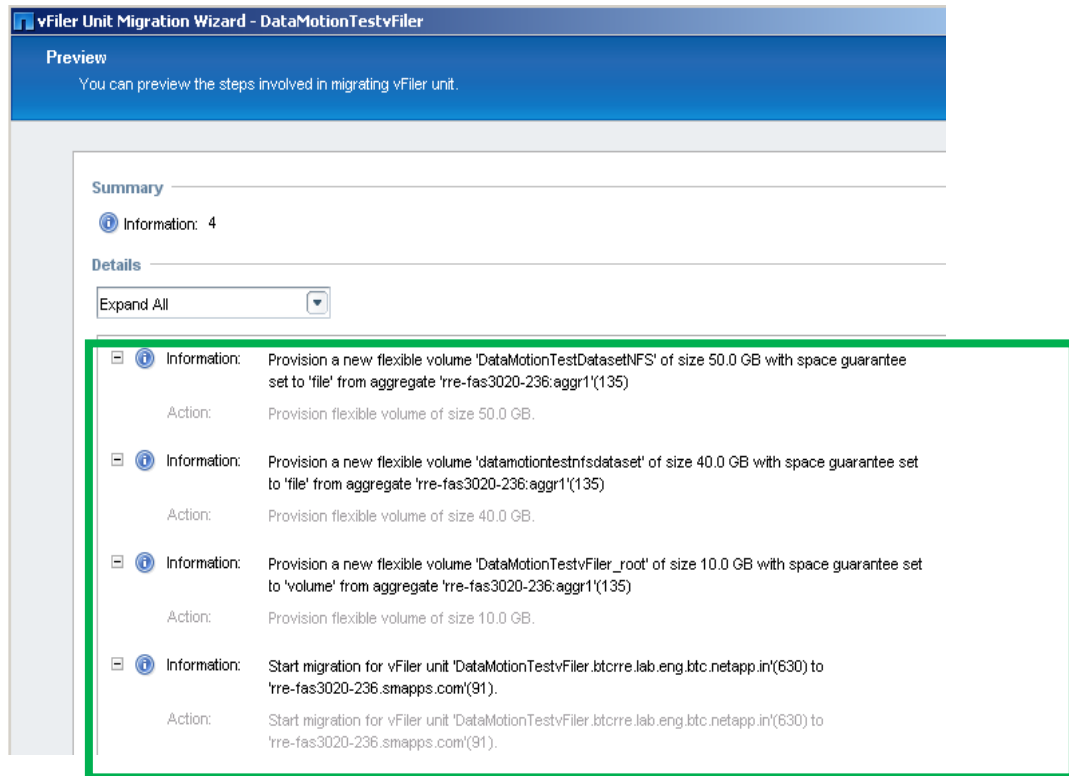 vFiler Unit Migration Wizard - DataMotionTestvFiler
Preview
You can preview the steps involved in migrating vFiler unit.
Summary
Information: 4
Details
Expand All
Information: Provision a new flexible volume 'DataMotionTestDatasetNFS' of size 50.0 GB with space guarantee
set to 'file' from aggregate 'rre-fas3020-236:aggr1'(135)
Action: Provision flexible volume of size 50.0 GB.
Information: Provision a new flexible volume 'datamotiontestnfsdataset' of size 40.0 GB with space guarantee set
to 'file' from aggregate 'rre-fas3020-236:aggr1'(135)
Action: Provision flexible volume of size 40.0 GB.
Information: Provision a new flexible volume 'DataMotionTestvFiler_root' of size 10.0 GB with space guarantee set
to 'volume' from aggregate 'rre-fas3020-236:aggr1'(135)
Action: Provision flexible volume of size 10.0 GB.
Information: Start migration for vFiler unit 'DataMotionTestvFiler.btcrre.lab.eng.btc.netapp.in'(630) to
'rre-fas3020-236.smapps.com'(91).
Action: Start migration for vFiler unit 'DataMotionTestvFiler.btcrre.lab.eng.btc.netapp.in'(630) to
'rre-fas3020-236.smapps.com'(91).